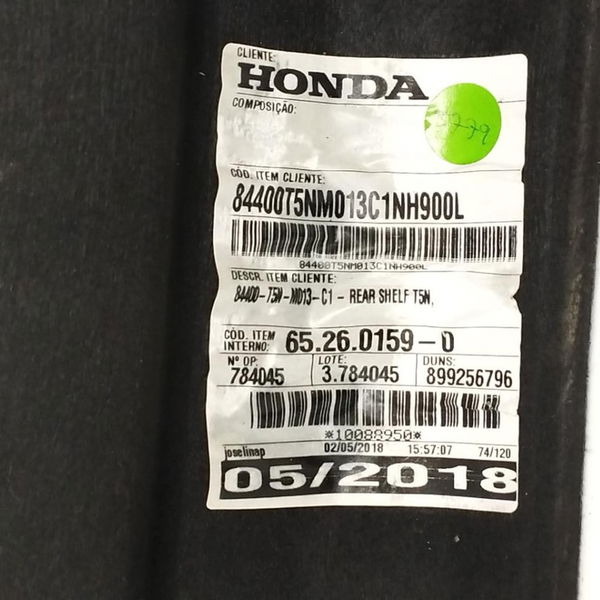 CLIENTE:
HONDA
COMPOSIÇÃO:
CÓD. ITEM CLIENTE:
84400T5NM013C1NH900L
84400T5NM013C1NH900L
DESCR. ITEM CLIENTE:
84400-T5N-M013-C1 - REAR SHELF T5N.
CÓD. ITEM INTERNO: 65.26.0159-0
Nº OP: LOTE: DUNS:
784045 3.784045 899256796
*10088950*
joselinap 02/05/2018 15:57:07 74/120
05/2018